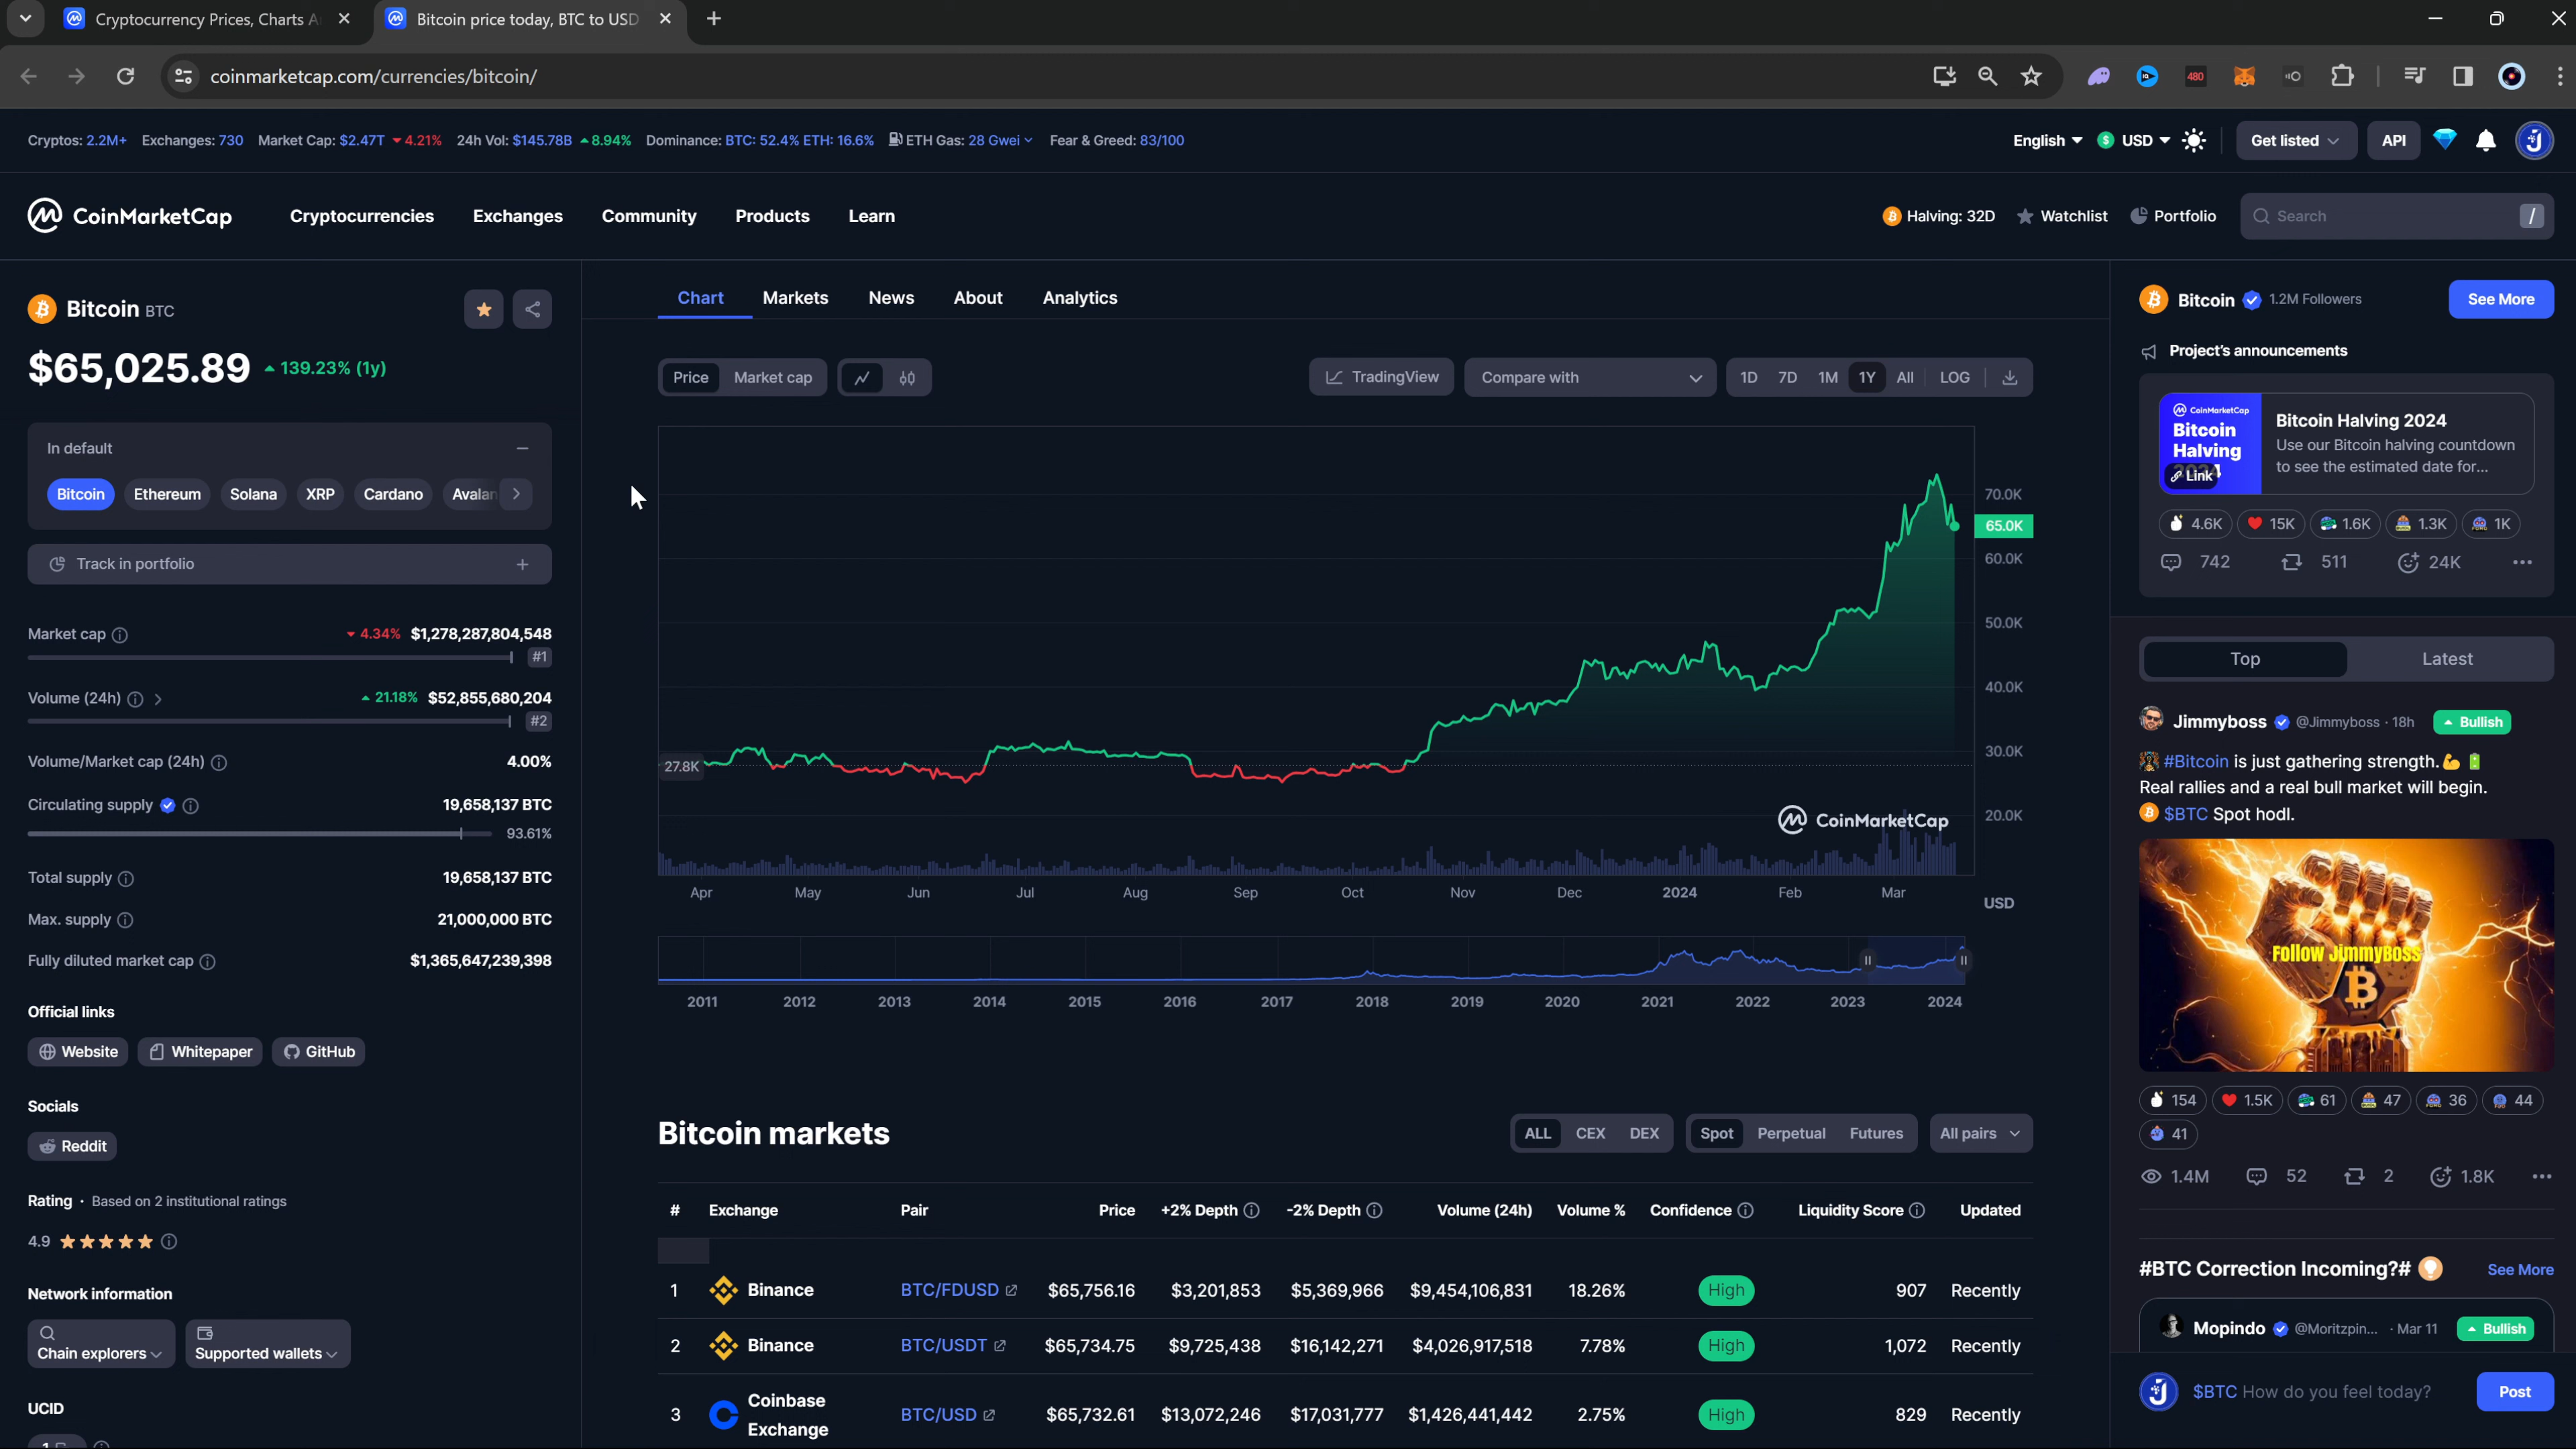 Cryptocurrency Prices, Charts A
Bitcoin price today, BTC to USD
coinmarketcap.com/currencies/bitcoin/
480
Cryptos: 2.2M+ Exchanges: 730 Market Cap: $2.47T 4.21% 24h Vol: $145.78B 8.94% Dominance: BTC: 52.4% ETH: 16.6% ETH Gas: 28 Gwei Fear & Greed: 83/100
English USD Get listed API
CoinMarketCap Cryptocurrencies Exchanges Community Products Learn
Halving: 32D Watchlist Portfolio Search /
Bitcoin BTC
$65,025.89 139.23% (1y)
In default
Bitcoin Ethereum Solana XRP Cardano Avalan
Track in portfolio
Market cap 4.34% $1,278,287,804,548
#1
Volume (24h) 21.18% $52,855,680,204
#2
Volume/Market cap (24h) 4.00%
Circulating supply 19,658,137 BTC
93.61%
Total supply 19,658,137 BTC
Max. supply 21,000,000 BTC
Fully diluted market cap $1,365,647,239,398
Official links
Website Whitepaper GitHub
Socials
Reddit
Rating · Based on 2 institutional ratings
4.9
Network information
Chain explorers Supported wallets
UCID
Chart Markets News About Analytics
Price Market cap
TradingView Compare with 1D 7D 1M 1Y All LOG
70.0K
65.0K
60.0K
50.0K
40.0K
30.0K
27.8K
20.0K
CoinMarketCap
Apr May Jun Jul Aug Sep Oct Nov Dec 2024 Feb Mar
USD
2011 2012 2013 2014 2015 2016 2017 2018 2019 2020 2021 2022 2023 2024
Bitcoin markets
ALL CEX DEX Spot Perpetual Futures All pairs
# Exchange Pair Price +2% Depth -2% Depth Volume (24h) Volume % Confidence Liquidity Score Updated
1 Binance BTC/FDUSD $65,756.16 $3,201,853 $5,369,966 $9,454,106,831 18.26% High 907 Recently
2 Binance BTC/USDT $65,734.75 $9,725,438 $16,142,271 $4,026,917,518 7.78% High 1,072 Recently
3 Coinbase Exchange BTC/USD $65,732.61 $13,072,246 $17,031,777 $1,426,441,442 2.75% High 829 Recently
Bitcoin 1.2M Followers See More
Project's announcements
CoinMarketCap
Bitcoin
Halving
Link
Bitcoin Halving 2024
Use our Bitcoin halving countdown
to see the estimated date for...
4.6K 15K 1.6K 1.3K 1K
742 511 24K
Top Latest
Jimmyboss @Jimmyboss · 18h Bullish
#Bitcoin is just gathering strength.
Real rallies and a real bull market will begin.
$BTC Spot hodl.
Follow JimmyBoss
154 1.5K 61 47 36 44
41
1.4M 52 2 1.8K
#BTC Correction Incoming?# See More
Mopindo @Moritzpin... · Mar 11 Bullish
$BTC How do you feel today? Post